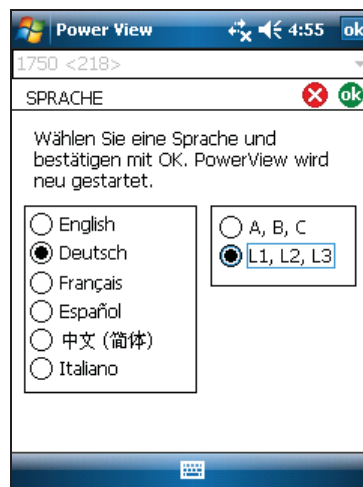 Power View 4:55 ok
1750 <218>
SPRACHE ok
Wählen Sie eine Sprache und
bestätigen mit OK. PowerView wird
neu gestartet.
English
Deutsch
Français
Español
中文 (简体)
Italiano
A, B, C
L1, L2, L3